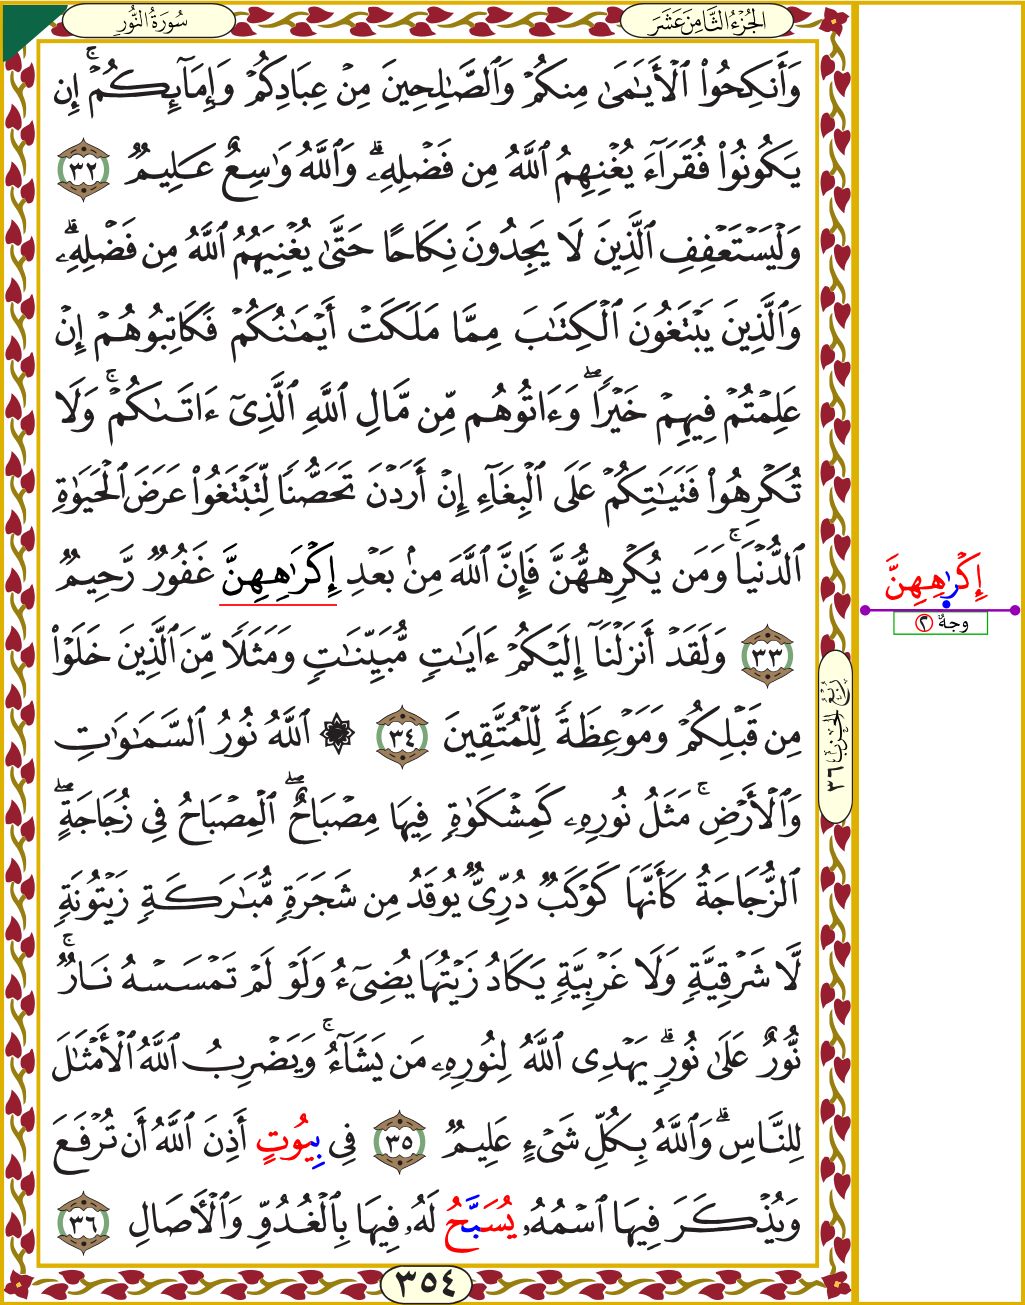 سُورَةُ النُّورِ
الجُزْءُ الثَّامِنَ عَشَرَ
وَأَنكِحُوا۟ ٱلْأَيَـٰمَىٰ مِنكُمْ وَٱلصَّـٰلِحِينَ مِنْ عِبَادِكُمْ وَإِمَآئِكُمْ ۚ إِن
يَكُونُوا۟ فُقَرَآءَ يُغْنِهِمُ ٱللَّهُ مِن فَضْلِهِۦ ۗ وَٱللَّهُ وَٰسِعٌ عَلِيمٌ ٣٢
وَلْيَسْتَعْفِفِ ٱلَّذِينَ لَا يَجِدُونَ نِكَاحًا حَتَّىٰ يُغْنِيَهُمُ ٱللَّهُ مِن فَضْلِهِۦ ۗ
وَٱلَّذِينَ يَبْتَغُونَ ٱلْكِتَـٰبَ مِمَّا مَلَكَتْ أَيْمَـٰنُكُمْ فَكَاتِبُوهُمْ إِنْ
عَلِمْتُمْ فِيهِمْ خَيْرًا ۖ وَءَاتُوهُم مِّن مَّالِ ٱللَّهِ ٱلَّذِىٓ ءَاتَىٰكُمْ ۚ وَلَا
تُكْرِهُوا۟ فَتَيَـٰتِكُمْ عَلَى ٱلْبِغَآءِ إِنْ أَرَدْنَ تَحَصُّنًا لِّتَبْتَغُوا۟ عَرَضَ ٱلْحَيَوٰةِ
ٱلدُّنْيَا ۚ وَمَن يُكْرِههُّنَّ فَإِنَّ ٱللَّهَ مِنۢ بَعْدِ إِكْرَٰهِهِنَّ غَفُورٌ رَّحِيمٌ
إِكْرَٰهِهِنَّ
وجهٌ ٢
٣٣ وَلَقَدْ أَنزَلْنَآ إِلَيْكُمْ ءَايَـٰتٍ مُّبَيِّنَـٰتٍ وَمَثَلًا مِّنَ ٱلَّذِينَ خَلَوْا۟
مِن قَبْلِكُمْ وَمَوْعِظَةً لِّلْمُتَّقِينَ ٣٤ ۞ ٱللَّهُ نُورُ ٱلسَّمَـٰوَٰتِ
رُبْعُ الحِزْبِ ٣٦
وَٱلْأَرْضِ ۚ مَثَلُ نُورِهِۦ كَمِشْكَوٰةٍ فِيهَا مِصْبَاحٌ ۖ ٱلْمِصْبَاحُ فِى زُجَاجَةٍ ۖ
ٱلزُّجَاجَةُ كَأَنَّهَا كَوْكَبٌ دُرِّىٌّ يُوقَدُ مِن شَجَرَةٍ مُّبَـٰرَكَةٍ زَيْتُونَةٍ
لَّا شَرْقِيَّةٍ وَلَا غَرْبِيَّةٍ يَكَادُ زَيْتُهَا يُضِىٓءُ وَلَوْ لَمْ تَمْسَسْهُ نَارٌ ۚ
نُّورٌ عَلَىٰ نُورٍ ۗ يَهْدِى ٱللَّهُ لِنُورِهِۦ مَن يَشَآءُ ۚ وَيَضْرِبُ ٱللَّهُ ٱلْأَمْثَـٰلَ
لِلنَّاسِ ۗ وَٱللَّهُ بِكُلِّ شَىْءٍ عَلِيمٌ ٣٥ فِى بِيُوتٍ أَذِنَ ٱللَّهُ أَن تُرْفَعَ
وَيُذْكَرَ فِيهَا ٱسْمُهُۥ يُسَبَّحُ لَهُۥ فِيهَا بِٱلْغُدُوِّ وَٱلْـَٔاصَالِ ٣٦
٣٥٤